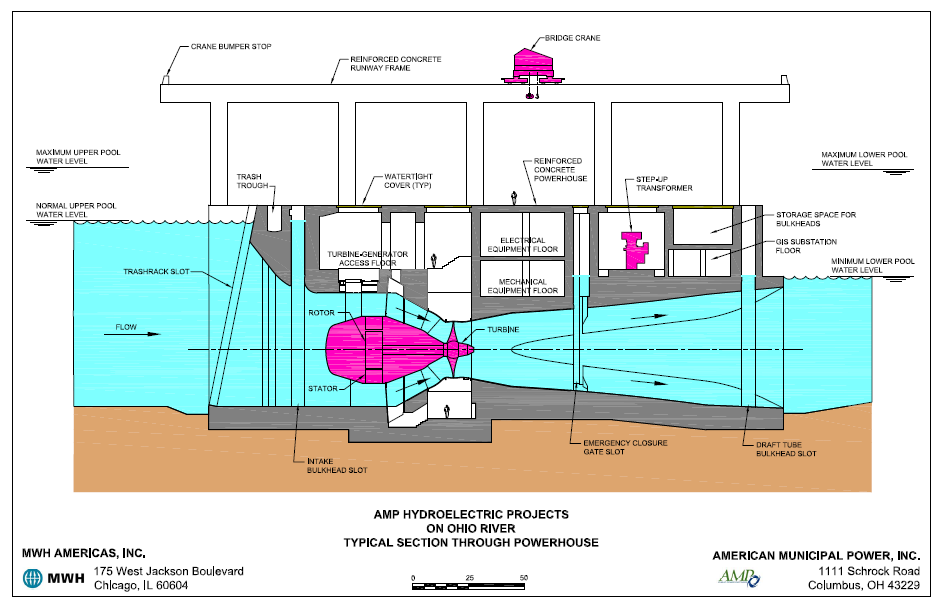 CRANE BUMPER STOP
REINFORCED CONCRETE
RUNWAY FRAME
BRIDGE CRANE
MAXIMUM UPPER POOL
WATER LEVEL
MAXIMUM LOWER POOL
WATER LEVEL
TRASH
TROUGH
WATERTIGHT
COVER (TYP)
REINFORCED
CONCRETE
POWERHOUSE
STEP-UP
TRANSFORMER
NORMAL UPPER POOL
WATER LEVEL
STORAGE SPACE FOR
BULKHEADS
GIS SUBSTATION
FLOOR
TURBINE-GENERATOR
ACCESS FLOOR
ELECTRICAL
EQUIPMENT FLOOR
MECHANICAL
EQUIPMENT FLOOR
MINIMUM LOWER POOL
WATER LEVEL
TRASHRACK SLOT
ROTOR
FLOW
TURBINE
STATOR
INTAKE
BULKHEAD SLOT
EMERGENCY CLOSURE
GATE SLOT
DRAFT TUBE
BULKHEAD SLOT
AMP HYDROELECTRIC PROJECTS
ON OHIO RIVER
TYPICAL SECTION THROUGH POWERHOUSE
MWH AMERICAS, INC.
MWH
175 West Jackson Boulevard
Chicago, IL 60604
0 25 50
AMERICAN MUNICIPAL POWER, INC.
AMP
1111 Schrock Road
Columbus, OH 43229